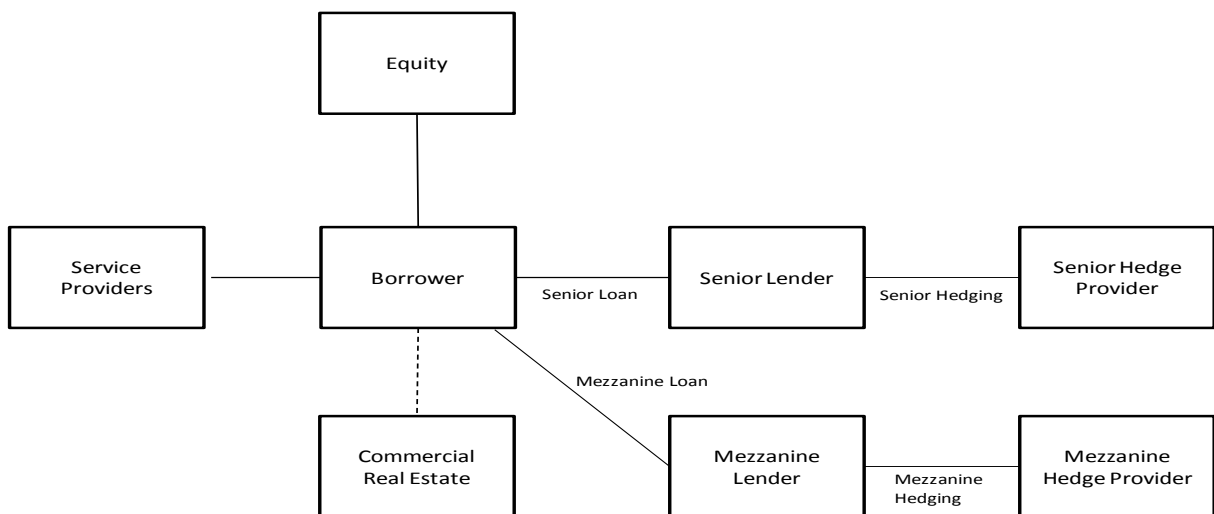 Equity
Service
Providers
Borrower
Senior Loan
Senior Lender
Senior Hedging
Senior Hedge
Provider
Mezzanine Loan
Commercial
Real Estate
Mezzanine
Lender
Mezzanine
Hedging
Mezzanine
Hedge Provider